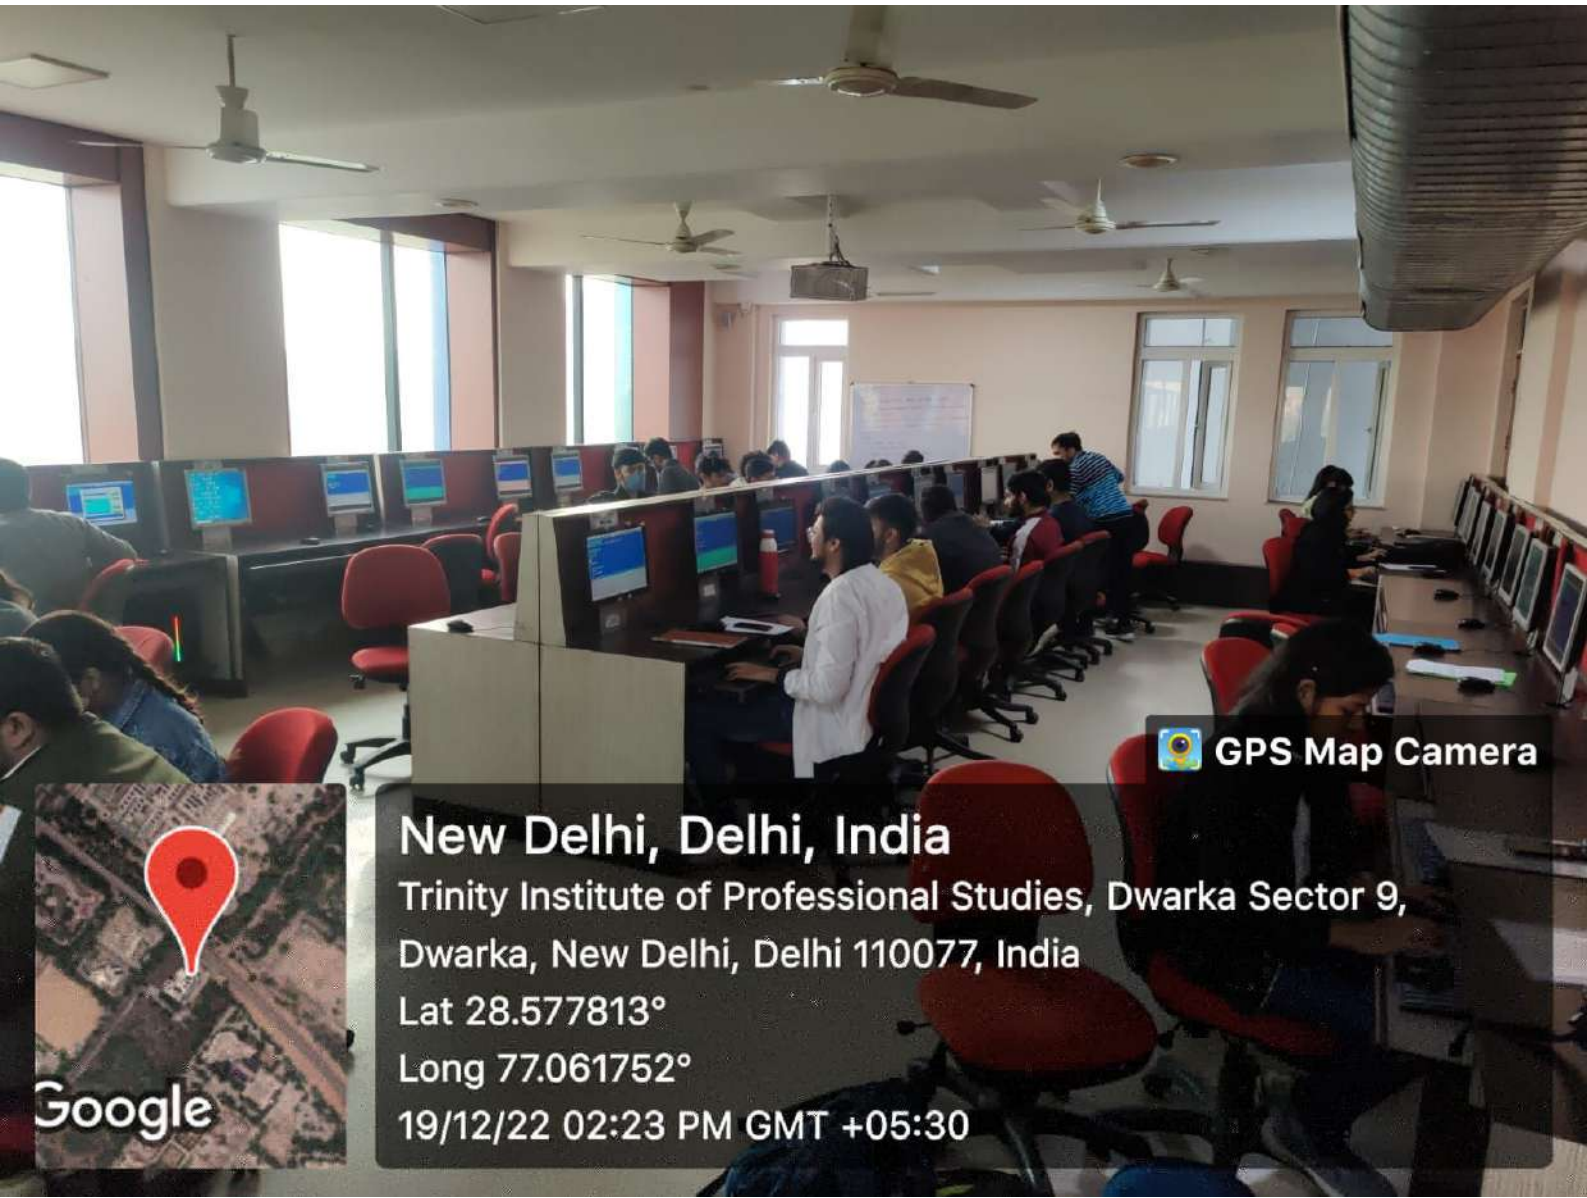 GPS Map Camera
New Delhi, Delhi, India
Trinity Institute of Professional Studies, Dwarka Sector 9,
Dwarka, New Delhi, Delhi 110077, India
Lat 28.577813°
Long 77.061752°
19/12/22 02:23 PM GMT +05:30
Google